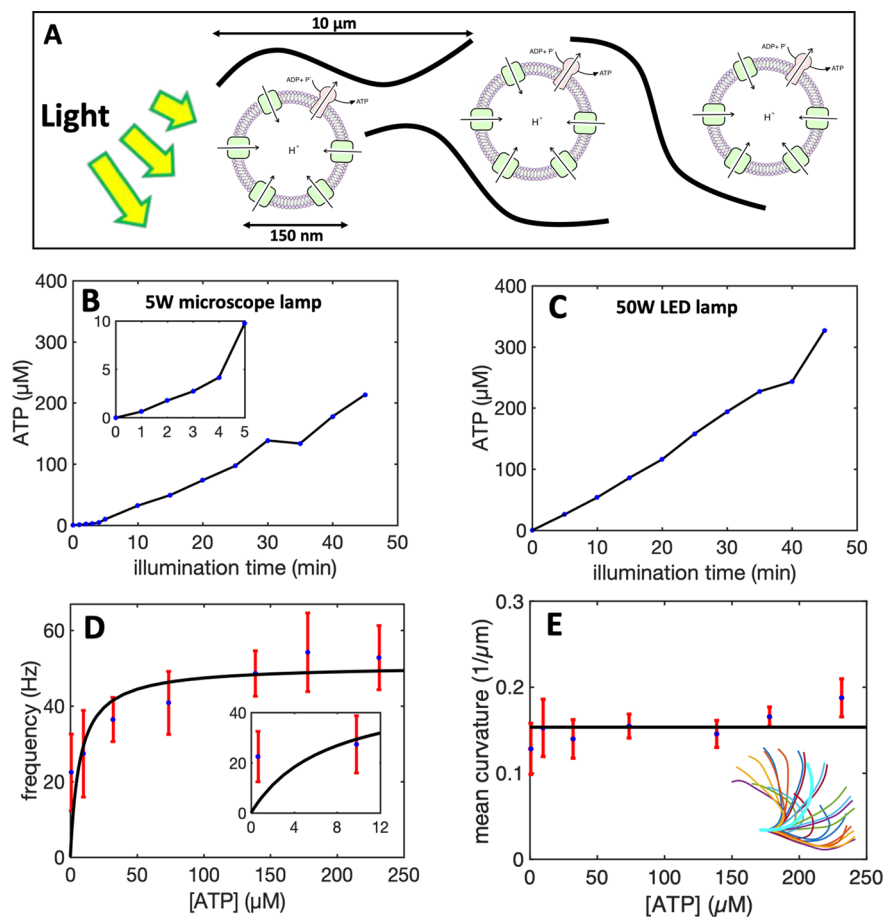 A
10 µm
Light
ADP+ P⁻
ATP
H⁺
ADP+ P⁻
ATP
H⁺
ADP+ P⁻
ATP
H⁺
150 nm
B
5W microscope lamp
ATP (µM)
400
300
200
100
0
10
5
0
0 1 2 3 4 5
0 10 20 30 40 50
illumination time (min)
C
50W LED lamp
ATP (µM)
400
300
200
100
0
0 10 20 30 40 50
illumination time (min)
D
frequency (Hz)
60
40
20
0
40
20
0
0 4 8 12
0 50 100 150 200 250
[ATP] (µM)
E
mean curvature (1/µm)
0.3
0.2
0.1
0
0 50 100 150 200 250
[ATP] (µM)